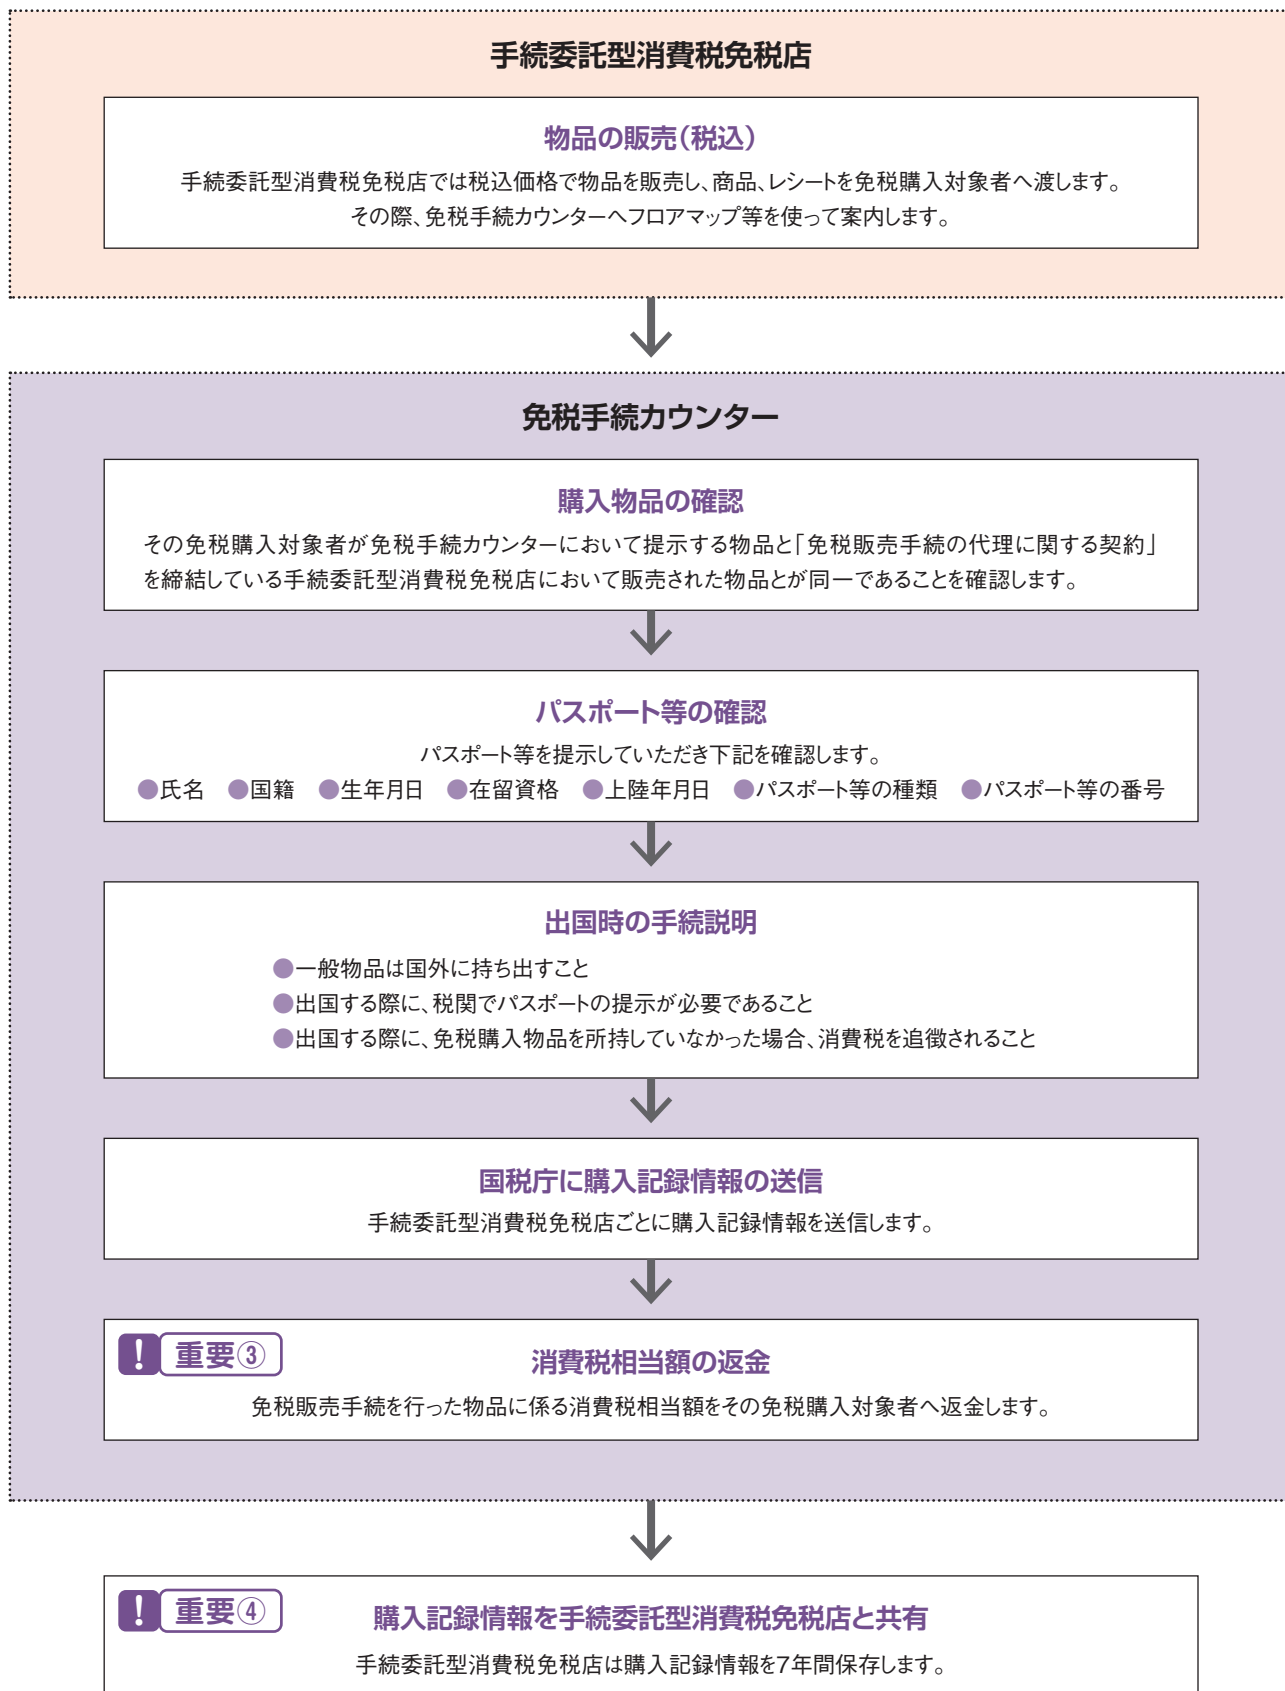 手続委託型消費税免税店
物品の販売（税込）
手続委託型消費税免税店では税込価格で物品を販売し、商品、レシートを免税購入対象者へ渡します。
その際、免税手続カウンターへフロアマップ等を使って案内します。
免税手続カウンター
購入物品の確認
その免税購入対象者が免税手続カウンターにおいて提示する物品と「免税販売手続の代理に関する契約」
を締結している手続委託型消費税免税店において販売された物品とが同一であることを確認します。
パスポート等の確認
パスポート等を提示していただき下記を確認します。
●氏名 ●国籍 ●生年月日 ●在留資格 ●上陸年月日 ●パスポート等の種類 ●パスポート等の番号
出国時の手続説明
●一般物品は国外に持ち出すこと
●出国する際に、税関でパスポートの提示が必要であること
●出国する際に、免税購入物品を所持していなかった場合、消費税を追徴されること
国税庁に購入記録情報の送信
手続委託型消費税免税店ごとに購入記録情報を送信します。
! 重要③ 消費税相当額の返金
免税販売手続を行った物品に係る消費税相当額をその免税購入対象者へ返金します。
! 重要④ 購入記録情報を手続委託型消費税免税店と共有
手続委託型消費税免税店は購入記録情報を7年間保存します。